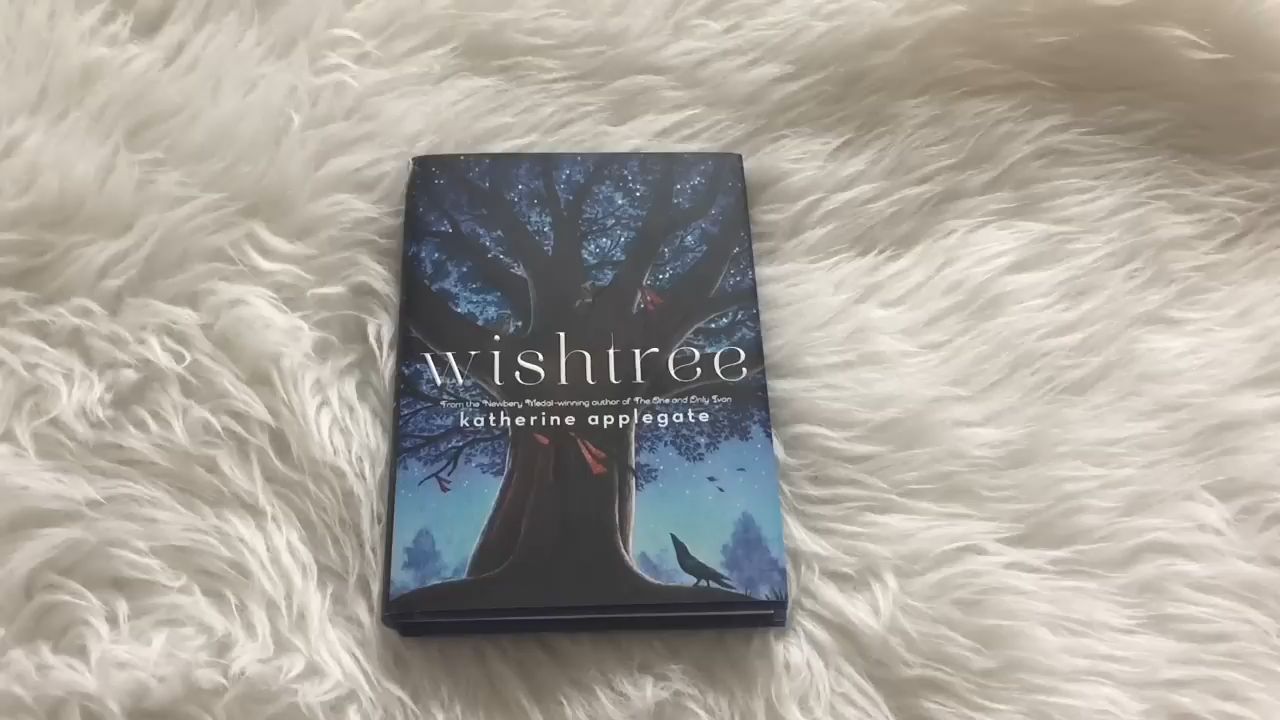 wishtree
From the Newbery Medal-winning author of The One and Only Ivan
katherine applegate